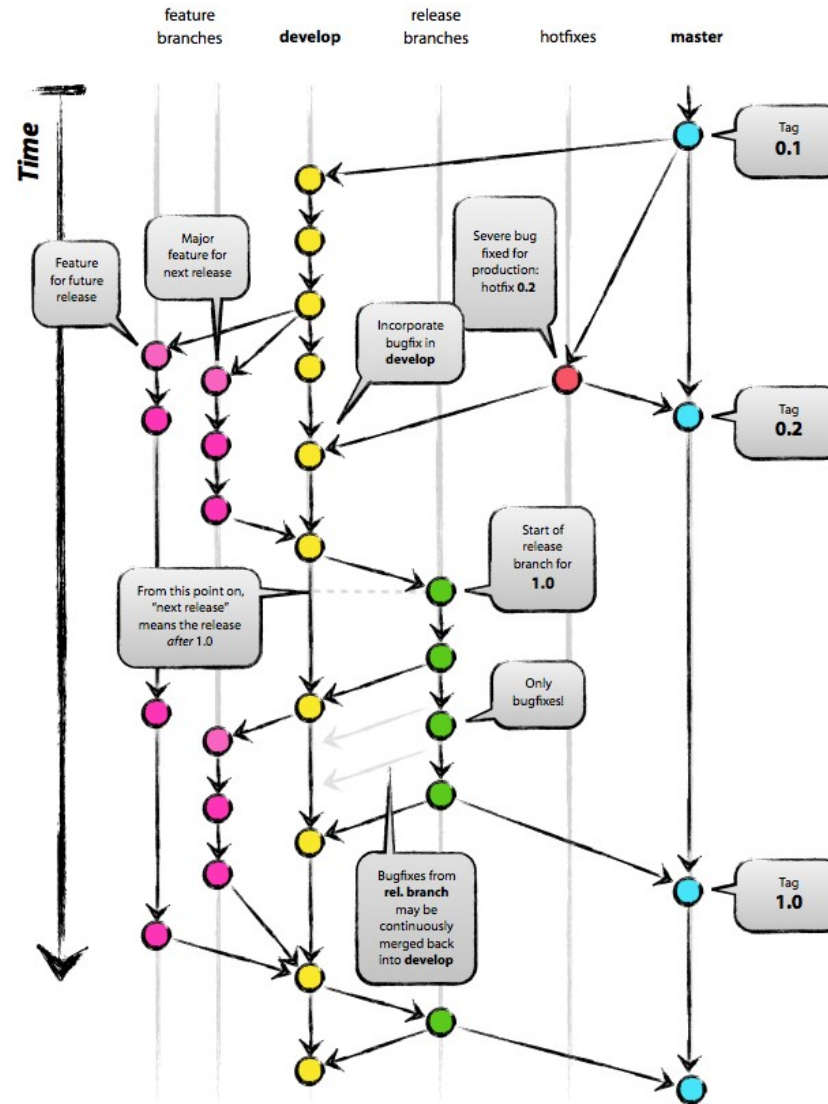 feature
branches
develop
release
branches
hotfixes
master
Time
Tag
0.1
Feature
for future
release
Major
feature for
next release
Severe bug
fixed for
production:
hotfix 0.2
Incorporate
bugfix in
develop
Tag
0.2
Start of
release
branch for
1.0
From this point on,
“next release”
means the release
after 1.0
Only
bugfixes!
Bugfixes from
rel. branch
may be
continuously
merged back
into develop
Tag
1.0